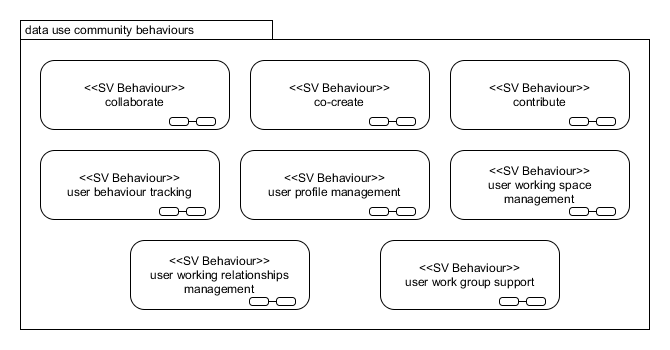 data use community behaviours
<<SV Behaviour>>
collaborate
<<SV Behaviour>>
co-create
<<SV Behaviour>>
contribute
<<SV Behaviour>>
user behaviour tracking
<<SV Behaviour>>
user profile management
<<SV Behaviour>>
user working space
management
<<SV Behaviour>>
user working relationships
management
<<SV Behaviour>>
user work group support